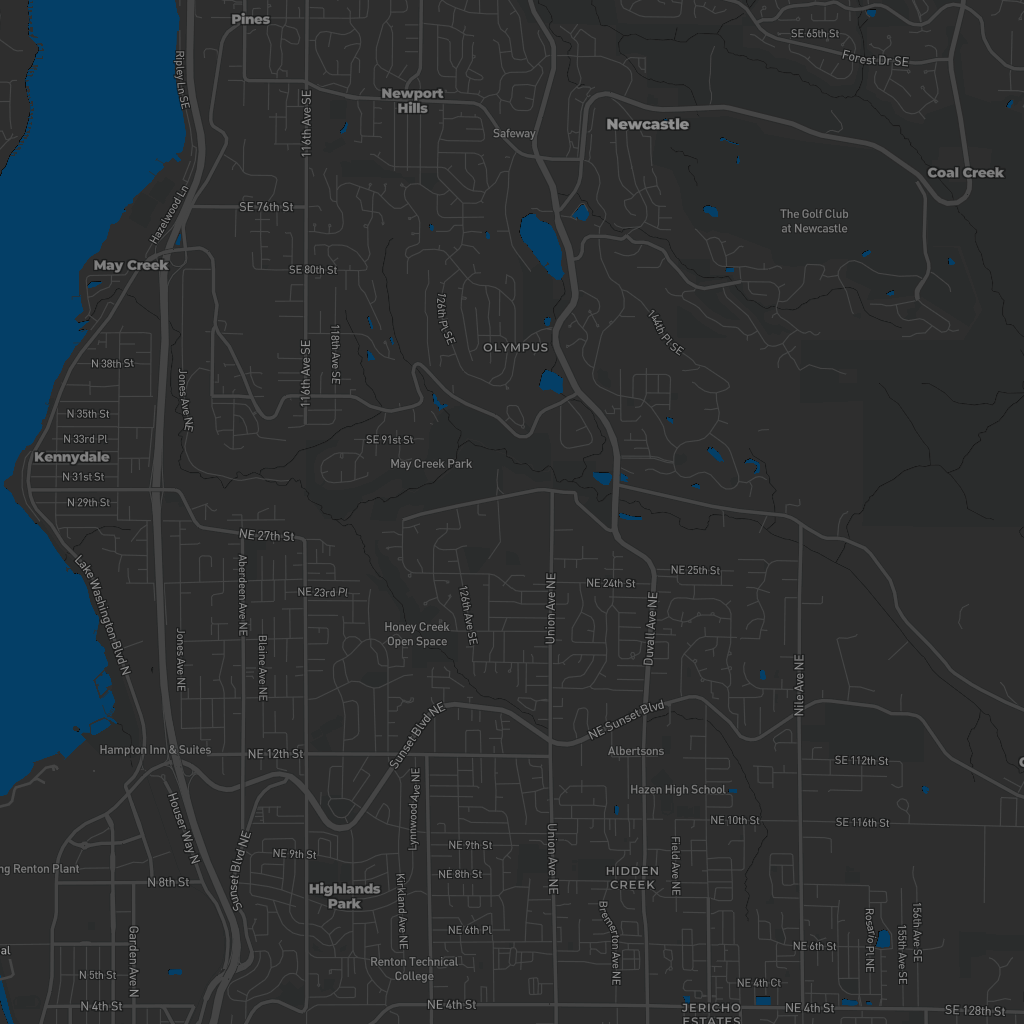 Pines
SE 65th St
Forest Dr SE
Ripley Ln SE
Newport
Hills
116th Ave SE
Safeway
Newcastle
Coal Creek
Hazelwood Ln
SE 76th St
The Golf Club
at Newcastle
May Creek
SE 80th St
126th Pl SE
144th Pl SE
118th Ave SE
OLYMPUS
N 38th St
116th Ave SE
Jones Ave NE
N 35th St
N 33rd Pl
SE 91st St
Kennydale
May Creek Park
N 31st St
N 29th St
NE 27th St
Lake Washington Blvd N
Aberdeen Ave NE
NE 23rd Pl
126th Ave SE
Union Ave NE
NE 24th St
NE 25th St
Duvall Ave NE
Honey Creek
Open Space
Jones Ave NE
Blaine Ave NE
Nile Ave NE
Sunset Blvd NE
NE Sunset Blvd
Hampton Inn & Suites
NE 12th St
Albertsons
SE 112th St
Houser Way N
Lynnwood Ave NE
Hazen High School
NE 10th St
SE 116th St
Sunset Blvd NE
NE 9th St
NE 9th St
Union Ave NE
Field Ave NE
ng Renton Plant
N 8th St
Highlands
Park
NE 8th St
HIDDEN
CREEK
Kirkland Ave NE
Bremerton Ave NE
Rosario Pl NE
155th Ave SE
156th Ave SE
NE 6th Pl
NE 6th St
Garden Ave N
N 5th St
Renton Technical
College
NE 4th Ct
N 4th St
NE 4th St
JERICHO
ESTATES
NE 4th St
SE 128th St